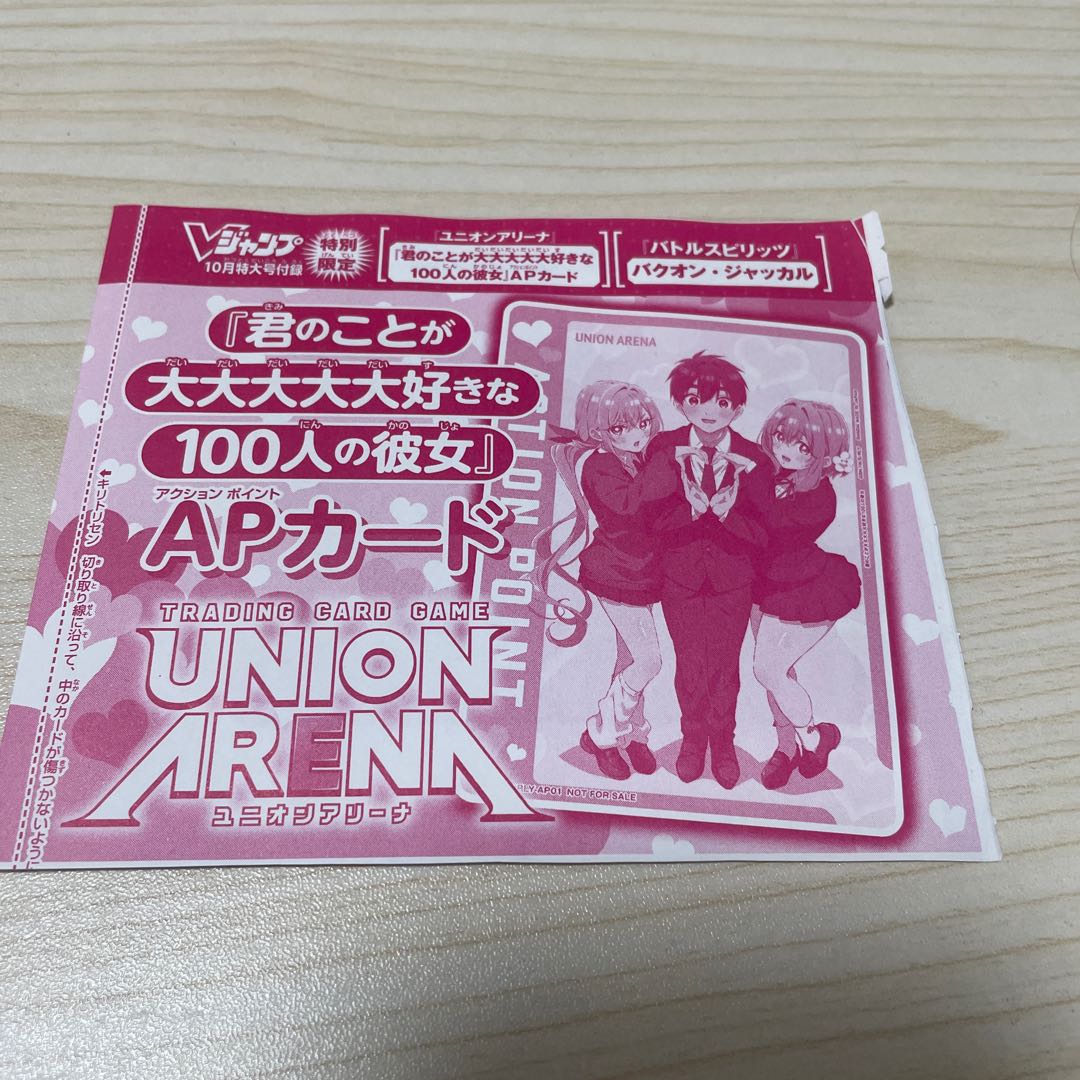 Vジャンプ
10月特大号付録
特別
限定
『ユニオンアリーナ』
『君のことが大大大大大好きな
100人の彼女』APカード
『バトルスピリッツ』
バクオン・ジャッカル
『君のことが
大大大大大好きな
100人の彼女』
アクション ポイント
APカード
TRADING CARD GAME
UNION
ARENA
ユニオンアリーナ
UNION ARENA
ACTION POINT
RLY-AP01 NOT FOR SALE
←キリトリセン 切り取り線に沿って、中のカードが傷つかないように